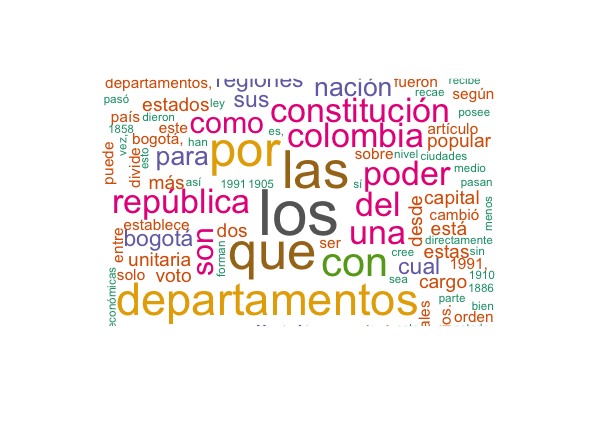 departamentos, regiones fueron recibe
pasó estados ley sus nación recae según
país dieron como constitución posee
1858 este colombia artículo
vez, bogotá, han por es, popular
puede divide esto para las sobre nivel ciudades
más así 1991 1905 sí poder medio pasan
república los del desde capital menos
establece dos una cambió
entre bogotá son que ser está directamente
unitaria forman con cree estas sin
solo voto cual 1991,
económicas sea cargo 1910
departamentos 1886
parte bien
ales os. orden